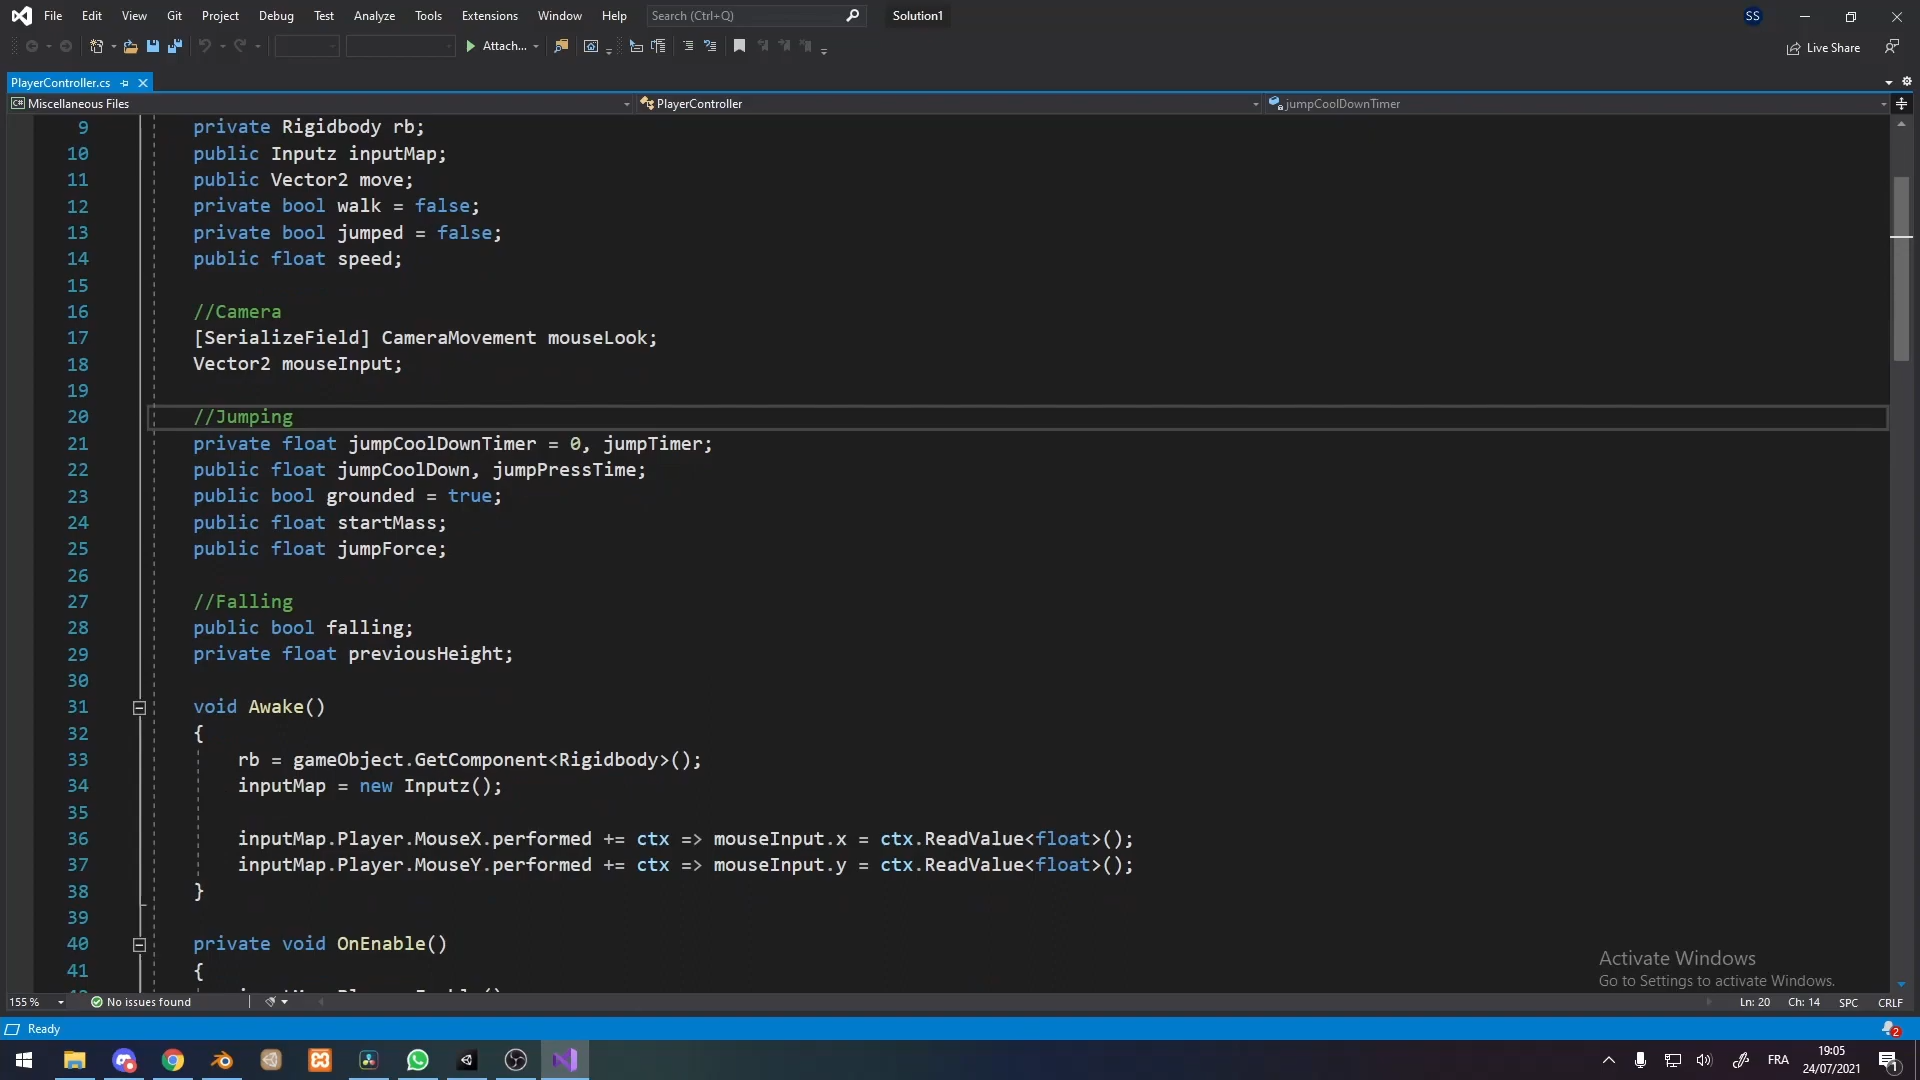 File Edit View Git Project Debug Test Analyze Tools Extensions Window Help Search (Ctrl+Q) Solution1 SS
Attach... Live Share
PlayerController.cs
C# Miscellaneous Files PlayerController jumpCoolDownTimer
9 private Rigidbody rb;
10 public Inputz inputMap;
11 public Vector2 move;
12 private bool walk = false;
13 private bool jumped = false;
14 public float speed;
15
16 //Camera
17 [SerializeField] CameraMovement mouseLook;
18 Vector2 mouseInput;
19
20 //Jumping
21 private float jumpCoolDownTimer = 0, jumpTimer;
22 public float jumpCoolDown, jumpPressTime;
23 public bool grounded = true;
24 public float startMass;
25 public float jumpForce;
26
27 //Falling
28 public bool falling;
29 private float previousHeight;
30
31 void Awake()
32 {
33 rb = gameObject.GetComponent<Rigidbody>();
34 inputMap = new Inputz();
35
36 inputMap.Player.MouseX.performed += ctx => mouseInput.x = ctx.ReadValue<float>();
37 inputMap.Player.MouseY.performed += ctx => mouseInput.y = ctx.ReadValue<float>();
38 }
39
40 private void OnEnable()
41 {
Activate Windows
Go to Settings to activate Windows.
155 % No issues found Ln: 20 Ch: 14 SPC CRLF
Ready 2
FRA 19:05
24/07/2021 1